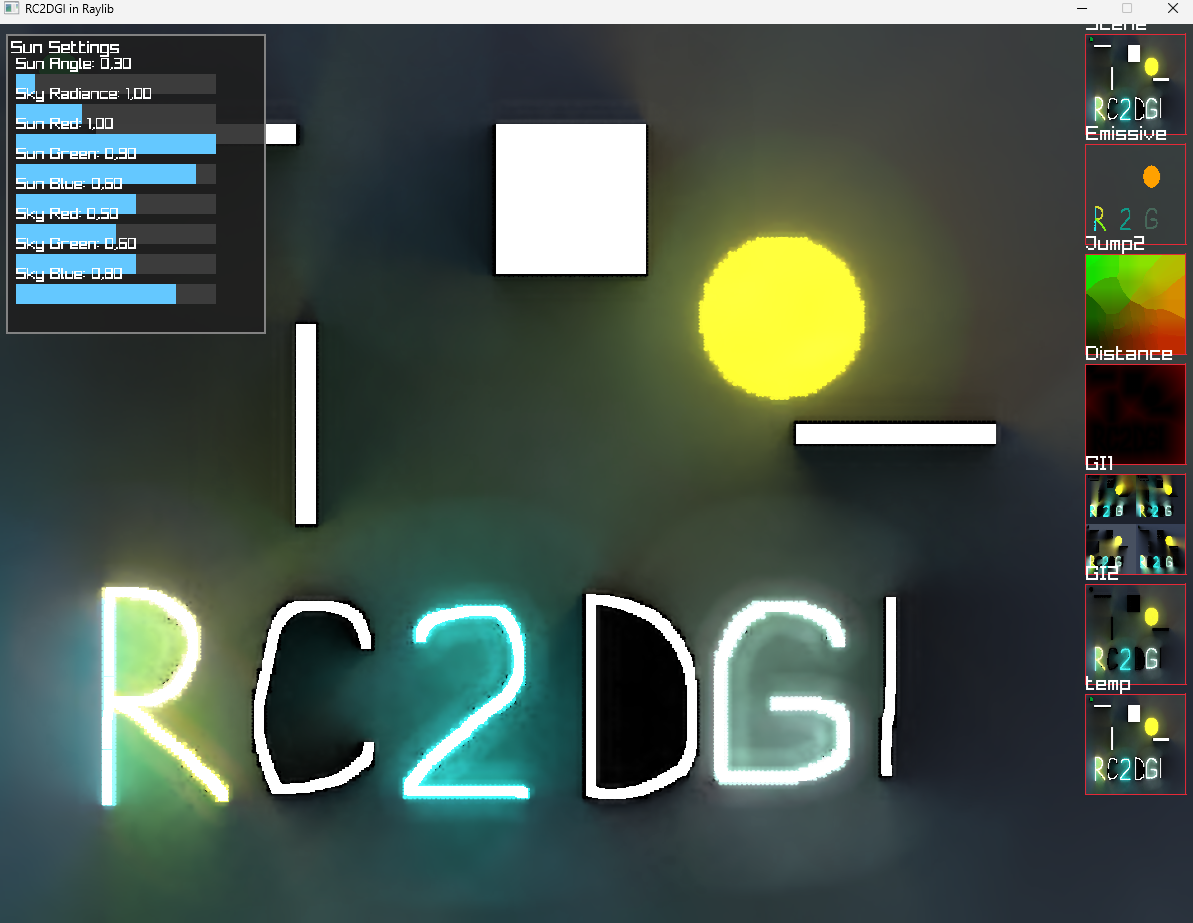 RC2DGI in Raylib
Sun Settings
Sun Angle: 0,30
Sky Radiance: 1,00
Sun Red: 1,00
Sun Green: 0,90
Sun Blue: 0,60
Sky Red: 0,50
Sky Green: 0,60
Sky Blue: 0,80
RC2DGI
Scene
RC2DGI
Emissive
R 2 G
Jump2
Distance
GI1
R 2 G R 2 G
R 2 G R 2 G
GI2
RC2DG
temp
RC2DGI